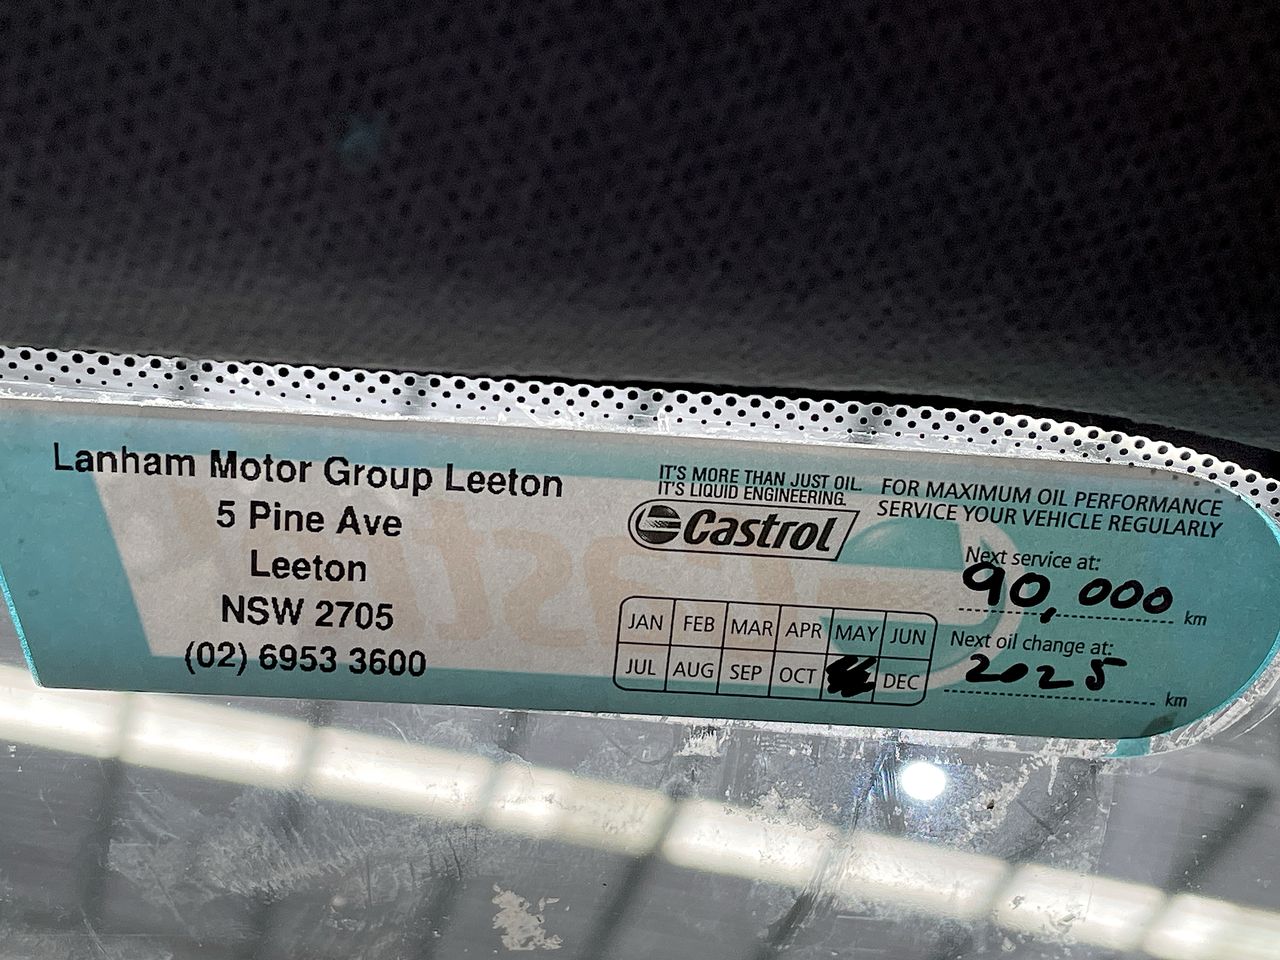 Lanham Motor Group Leeton
5 Pine Ave
Leeton
NSW 2705
(02) 6953 3600
IT'S MORE THAN JUST OIL.
IT'S LIQUID ENGINEERING.
Castrol
FOR MAXIMUM OIL PERFORMANCE
SERVICE YOUR VEHICLE REGULARLY
Next service at:
90,000 km
Next oil change at:
2025 km
JAN FEB MAR APR MAY JUN
JUL AUG SEP OCT DEC